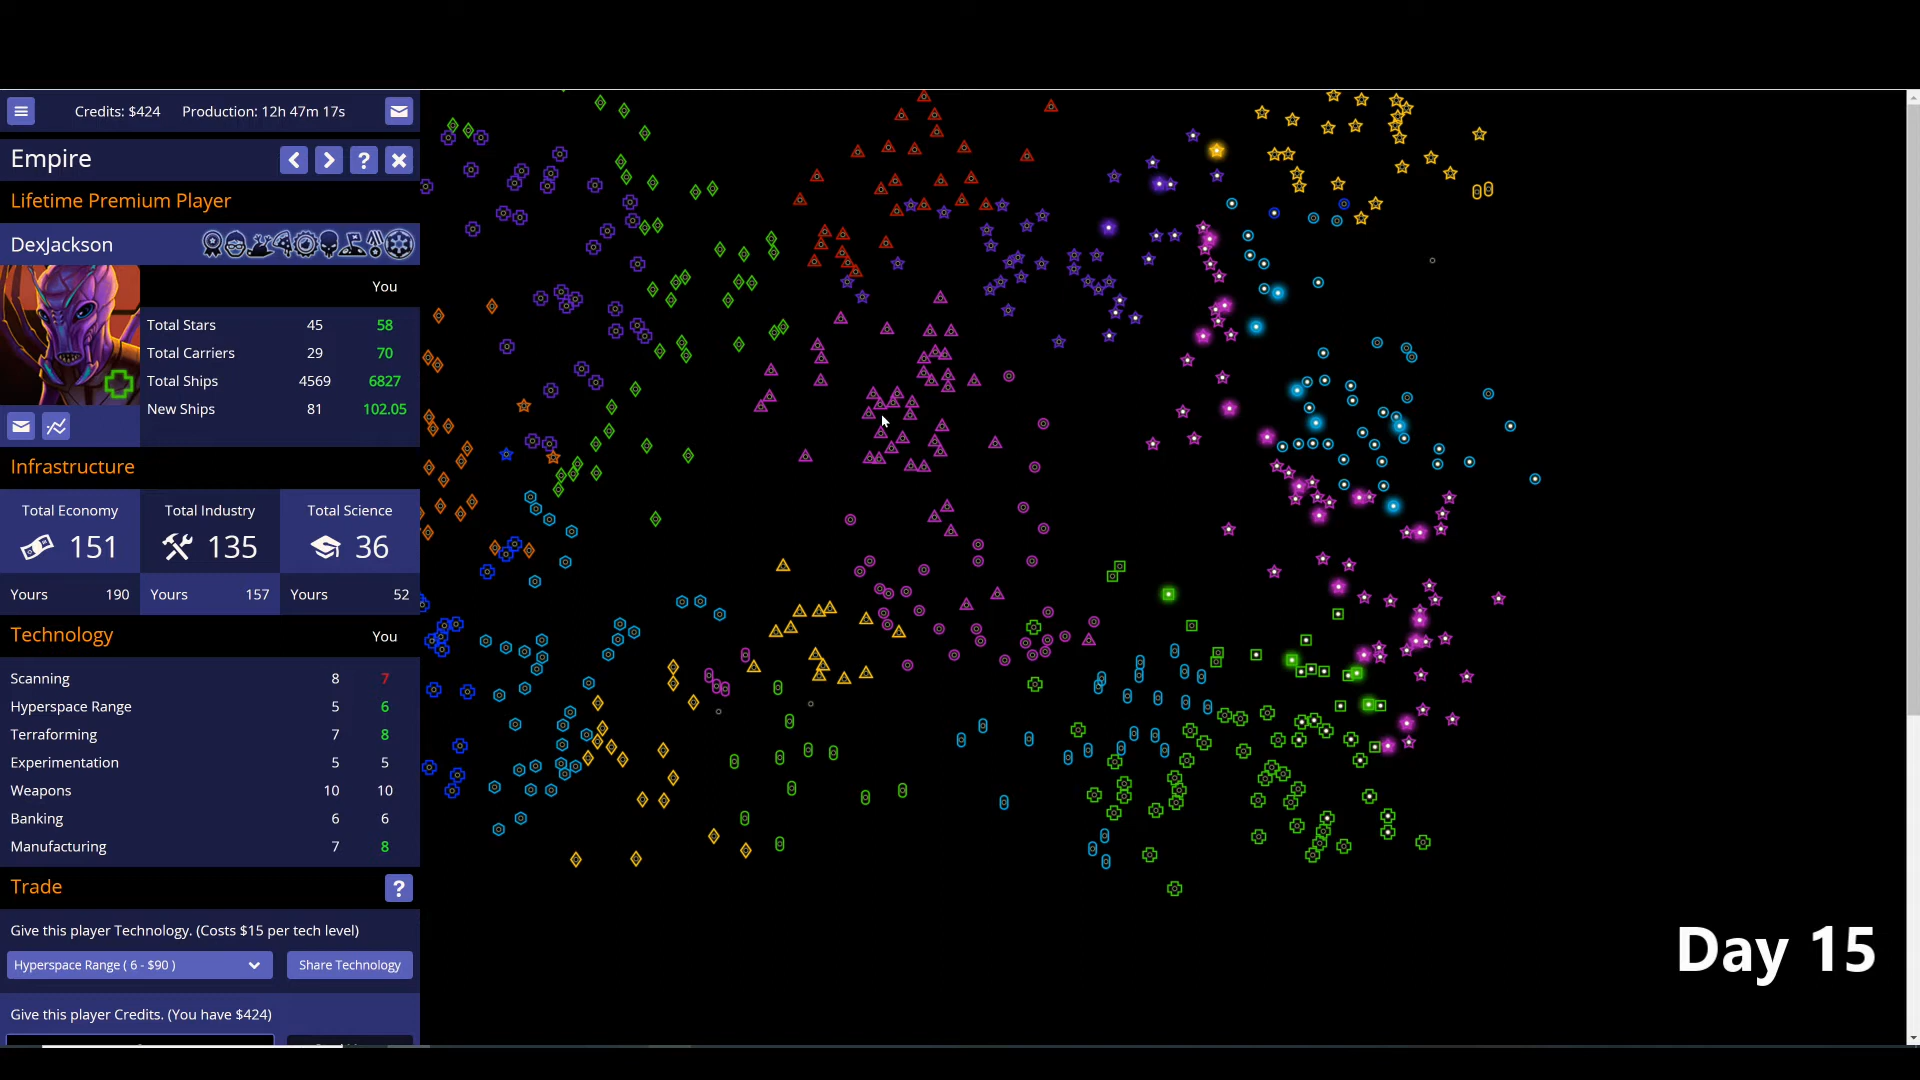 Credits: $424 Production: 12h 47m 17s
Empire
Lifetime Premium Player
DexJackson
You
Total Stars 45 58
Total Carriers 29 70
Total Ships 4569 6827
New Ships 81 102.05
Infrastructure
Total Economy Total Industry Total Science
151 135 36
Yours 190 Yours 157 Yours 52
Technology You
Scanning 8 7
Hyperspace Range 5 6
Terraforming 7 8
Experimentation 5 5
Weapons 10 10
Banking 6 6
Manufacturing 7 8
Trade ?
Give this player Technology. (Costs $15 per tech level)
Hyperspace Range ( 6 - $90 ) Share Technology
Give this player Credits. (You have $424)
Day 15